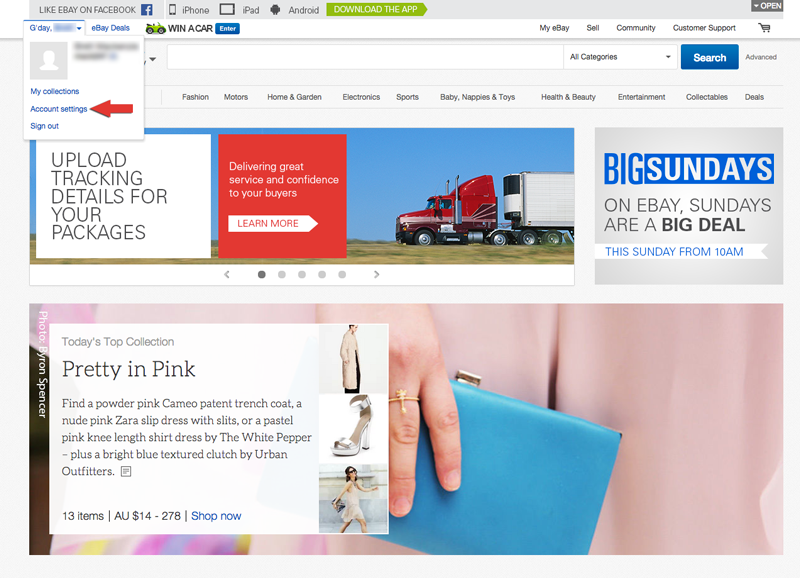 LIKE EBAY ON FACEBOOK iPhone iPad Android DOWNLOAD THE APP OPEN
G'day, eBay Deals WIN A CAR Enter My eBay Sell Community Customer Support
All Categories Search Advanced
My collections
Account settings
Sign out
Fashion Motors Home & Garden Electronics Sports Baby, Nappies & Toys Health & Beauty Entertainment Collectables Deals
UPLOAD
TRACKING
DETAILS FOR
YOUR
PACKAGES
Delivering great
service and confidence
to your buyers
LEARN MORE
BIGSUNDAYS
ON EBAY, SUNDAYS
ARE A BIG DEAL
THIS SUNDAY FROM 10AM
Photo: Byron Spencer
Today's Top Collection
Pretty in Pink
Find a powder pink Cameo patent trench coat, a
nude pink Zara slip dress with slits, or a pastel
pink knee length shirt dress by The White Pepper
– plus a bright blue textured clutch by Urban
Outfitters.
13 items | AU $14 - 278 | Shop now